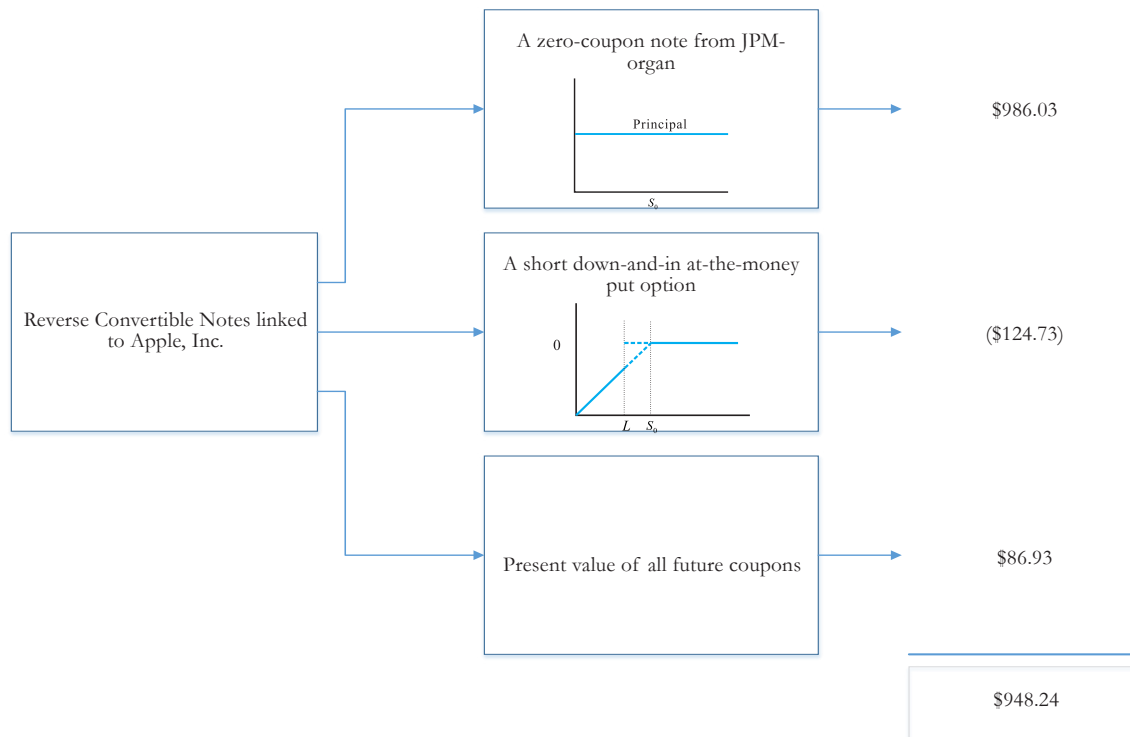 A zero-coupon note from JPM-
organ
Principal
S₀
$986.03
Reverse Convertible Notes linked
to Apple, Inc.
A short down-and-in at-the-money
put option
0
L
S₀
($124.73)
Present value of all future coupons
$86.93
$948.24